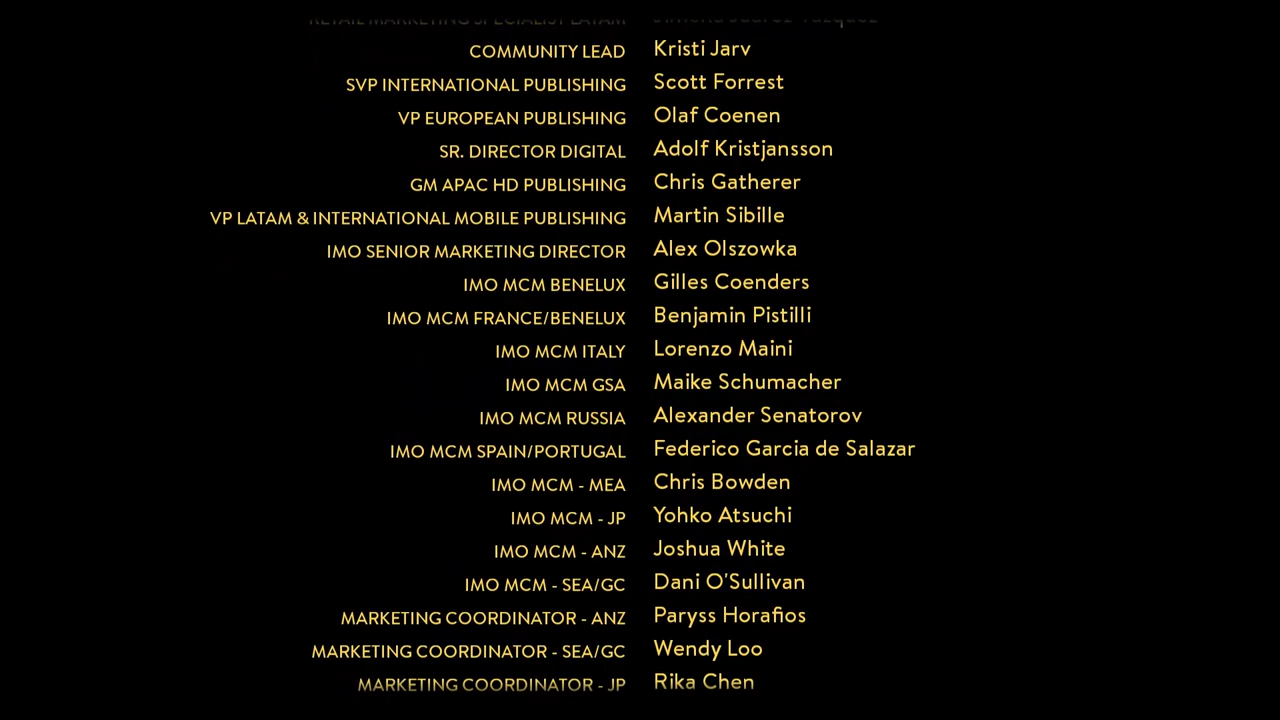 RETAIL MARKETING SPECIALIST LATAM
COMMUNITY LEAD Kristi Jarv
SVP INTERNATIONAL PUBLISHING Scott Forrest
VP EUROPEAN PUBLISHING Olaf Coenen
SR. DIRECTOR DIGITAL Adolf Kristjansson
GM APAC HD PUBLISHING Chris Gatherer
VP LATAM & INTERNATIONAL MOBILE PUBLISHING Martin Sibille
IMO SENIOR MARKETING DIRECTOR Alex Olszowka
IMO MCM BENELUX Gilles Coenders
IMO MCM FRANCE/BENELUX Benjamin Pistilli
IMO MCM ITALY Lorenzo Maini
IMO MCM GSA Maike Schumacher
IMO MCM RUSSIA Alexander Senatorov
IMO MCM SPAIN/PORTUGAL Federico Garcia de Salazar
IMO MCM - MEA Chris Bowden
IMO MCM - JP Yohko Atsuchi
IMO MCM - ANZ Joshua White
IMO MCM - SEA/GC Dani O'Sullivan
MARKETING COORDINATOR - ANZ Paryss Horafios
MARKETING COORDINATOR - SEA/GC Wendy Loo
MARKETING COORDINATOR - JP Rika Chen